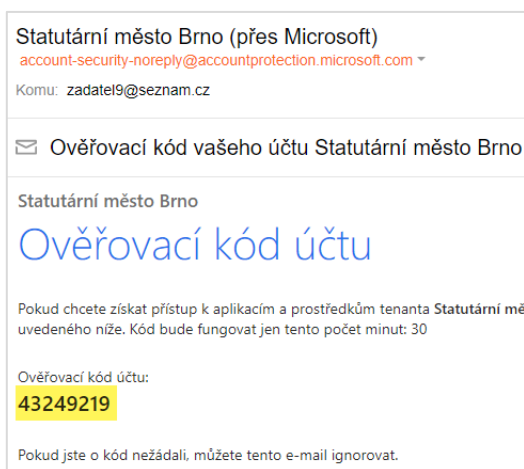 Statutární město Brno (přes Microsoft)
account-security-noreply@accountprotection.microsoft.com
Komu: zadatel9@seznam.cz
Ověřovací kód vašeho účtu Statutární město Brno
Statutární město Brno
Ověřovací kód účtu
Pokud chcete získat přístup k aplikacím a prostředkům tenanta Statutární
uvedeného níže. Kód bude fungovat jen tento počet minut: 30
Ověřovací kód účtu:
43249219
Pokud jste o kód nežádali, můžete tento e-mail ignorovat.